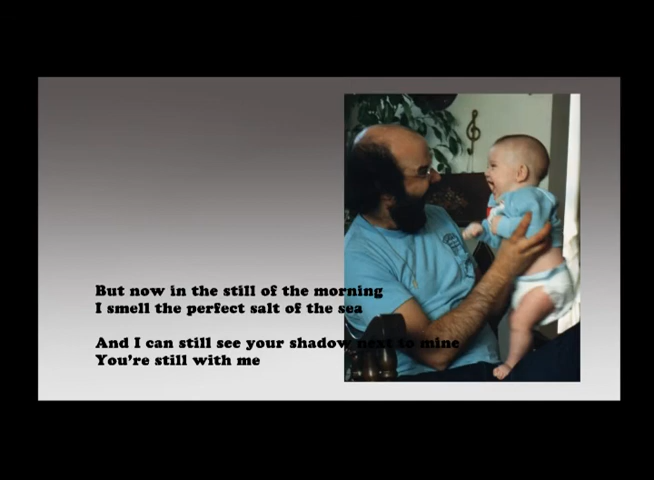 But now in the still of the morning
I smell the perfect salt of the sea
And I can still see your shadow next to mine
You're still with me